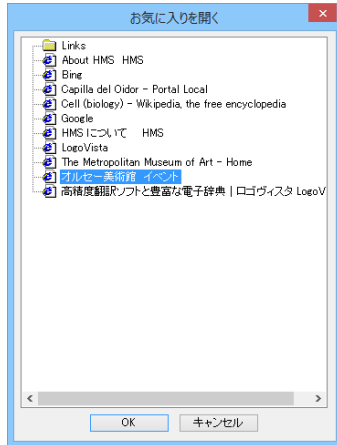 お気に入りを開く
Links
About HMS HMS
Bing
Capilla del Oidor - Portal Local
Cell (biology) - Wikipedia, the free encyclopedia
Google
HMS について HMS
LogoVista
The Metropolitan Museum of Art - Home
オルセー美術館 イベント
高精度翻訳ソフトと豊富な電子辞典 | ロゴヴィスタ LogoV
OK キャンセル